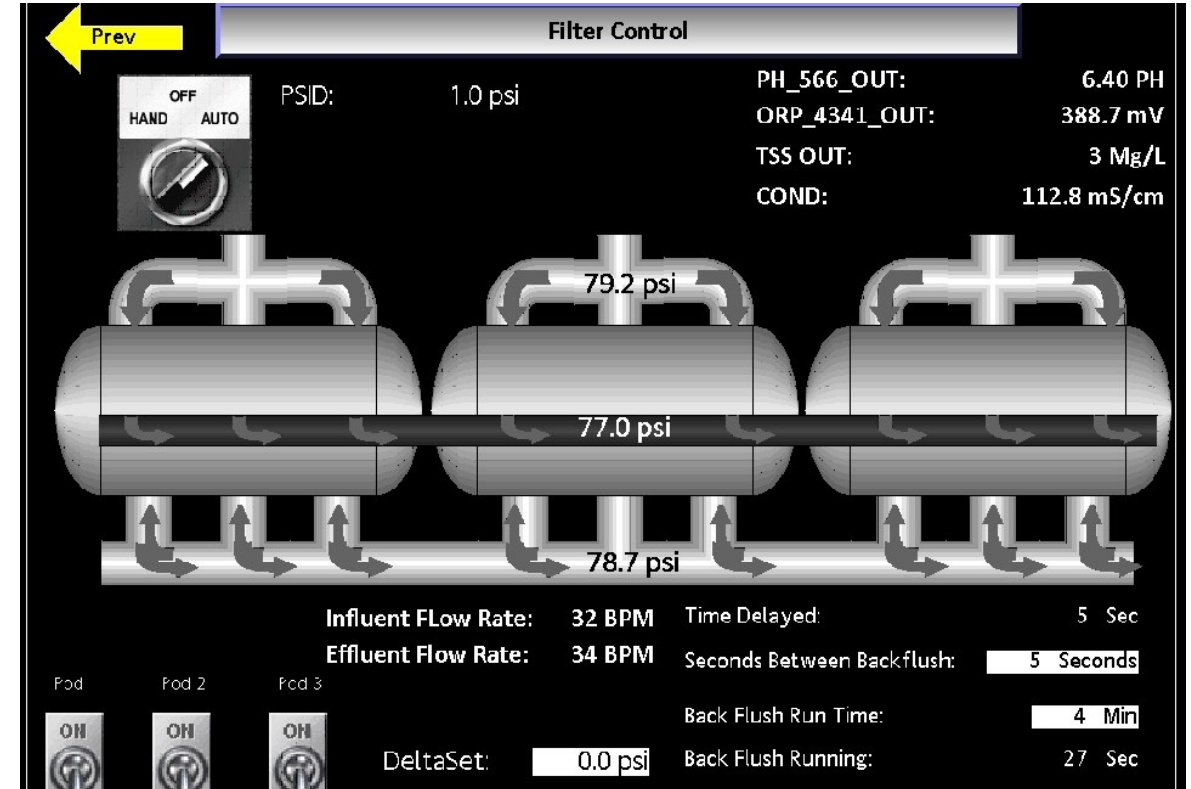 Prev
Filter Control
OFF
HAND AUTO
PSID: 1.0 psi
PH_566_OUT: 6.40 PH
ORP_4341_OUT: 388.7 mV
TSS OUT: 3 Mg/L
COND: 112.8 mS/cm
79.2 psi
77.0 psi
78.7 psi
Influent FLow Rate: 32 BPM
Effluent Flow Rate: 34 BPM
Time Delayed: 5 Sec
Seconds Between Backflush: 5 Seconds
Back Flush Run Time: 4 Min
Back Flush Running: 27 Sec
Pod Pod 2 Pod 3
ON ON ON
DeltaSet: 0.0 psi